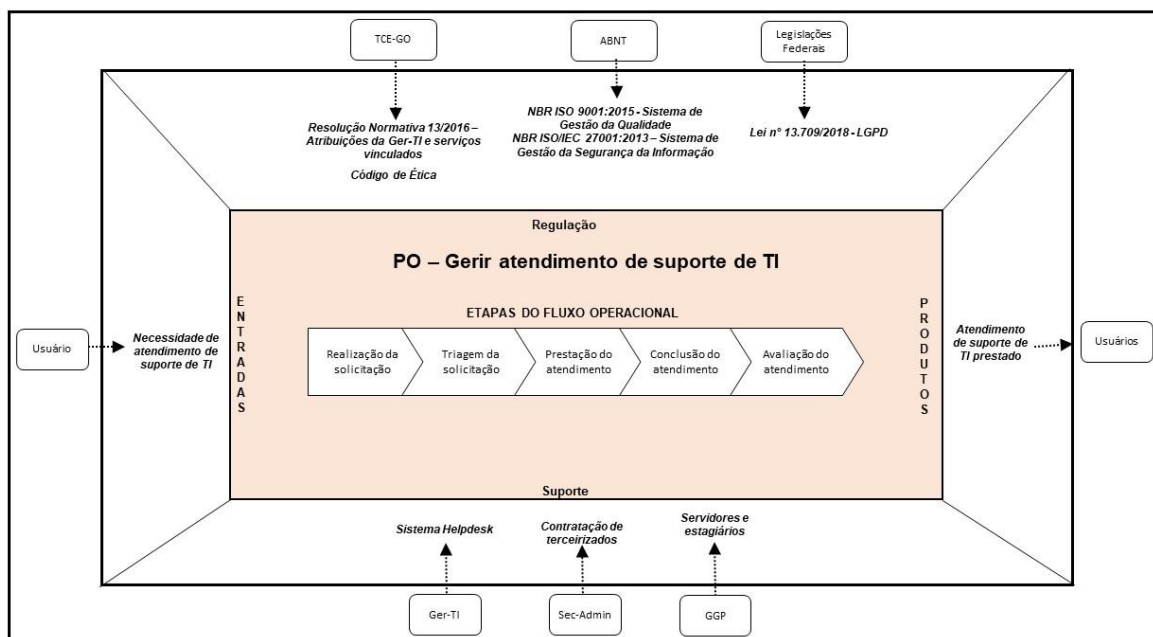 TCE-GO
ABNT
Legislações
Federais
Resolução Normativa 13/2016 –
Atribuições da Ger-TI e serviços
vinculados
Código de Ética
NBR ISO 9001:2015 - Sistema de
Gestão da Qualidade
NBR ISO/IEC 27001:2013 – Sistema de
Gestão da Segurança da Informação
Lei nº 13.709/2018 - LGPD
Regulação
PO – Gerir atendimento de suporte de TI
ETAPAS DO FLUXO OPERACIONAL
Usuário
Necessidade de
atendimento de
suporte de TI
ENTRADAS
Realização da
solicitação
Triagem da
solicitação
Prestação do
atendimento
Conclusão do
atendimento
Avaliação do
atendimento
PRODUTOS
Atendimento
de suporte de
TI prestado
Usuários
Suporte
Sistema Helpdesk
Contratação de
terceirizados
Servidores e
estagiários
Ger-TI
Sec-Admin
GGP